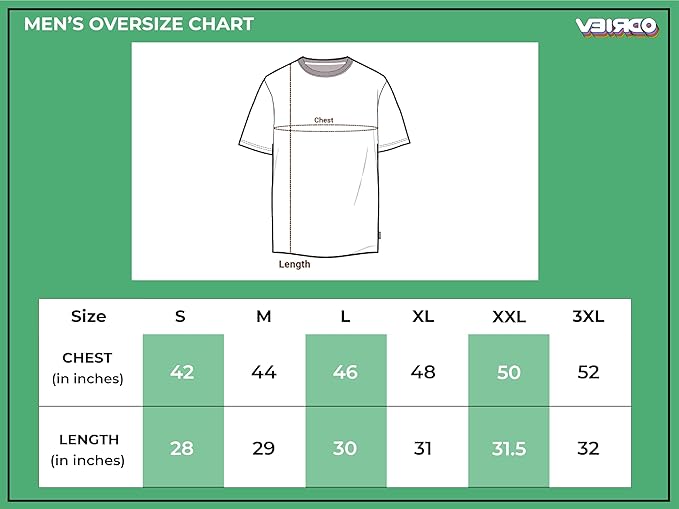 MEN'S OVERSIZE CHART
VEIRDO
Chest
Length
Size S M L XL XXL 3XL
CHEST 42 44 46 48 50 52
(in inches)
LENGTH 28 29 30 31 31.5 32
(in inches)